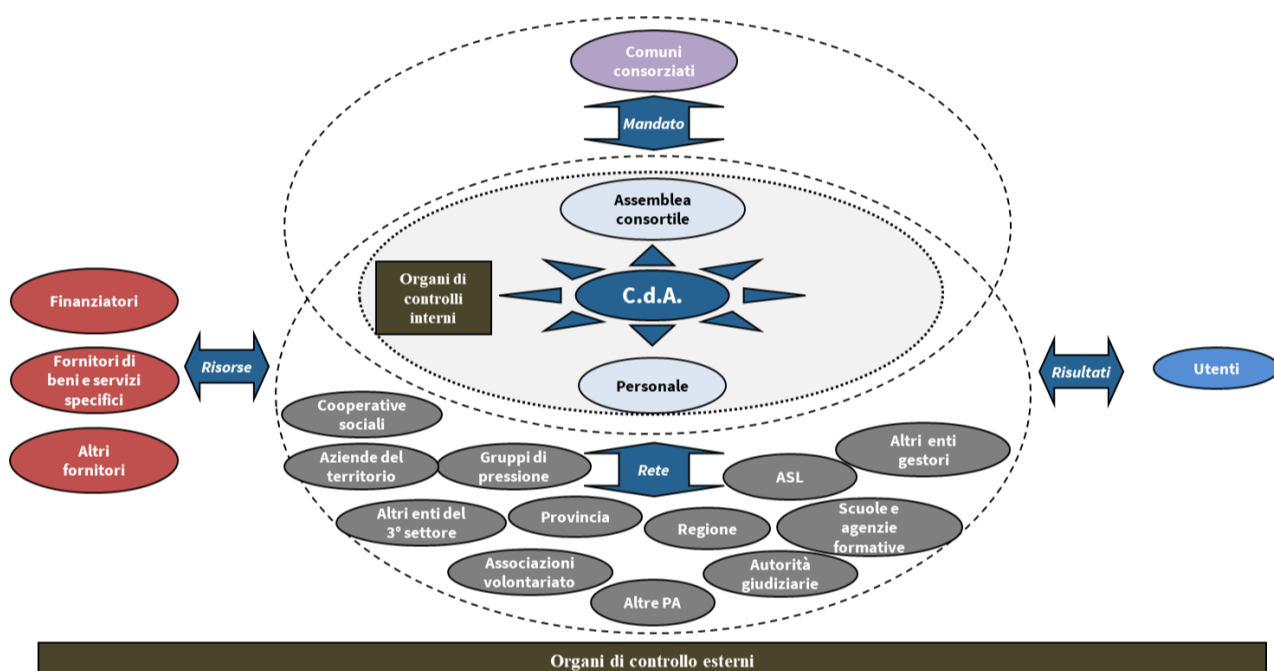 Comuni
consorziati
Mandato
Assemblea
consortile
Organi di
controlli
interni
C.d.A.
Personale
Finanziatori
Fornitori di
beni e servizi
specifici
Altri
fornitori
Risorse
Risultati
Utenti
Cooperative
sociali
Aziende del
territorio
Gruppi di
pressione
Rete
ASL
Altri enti
gestori
Altri enti del
3° settore
Provincia
Regione
Scuole e
agenzie
formative
Associazioni
volontariato
Altre PA
Autorità
giudiziarie
Organi di controllo esterni